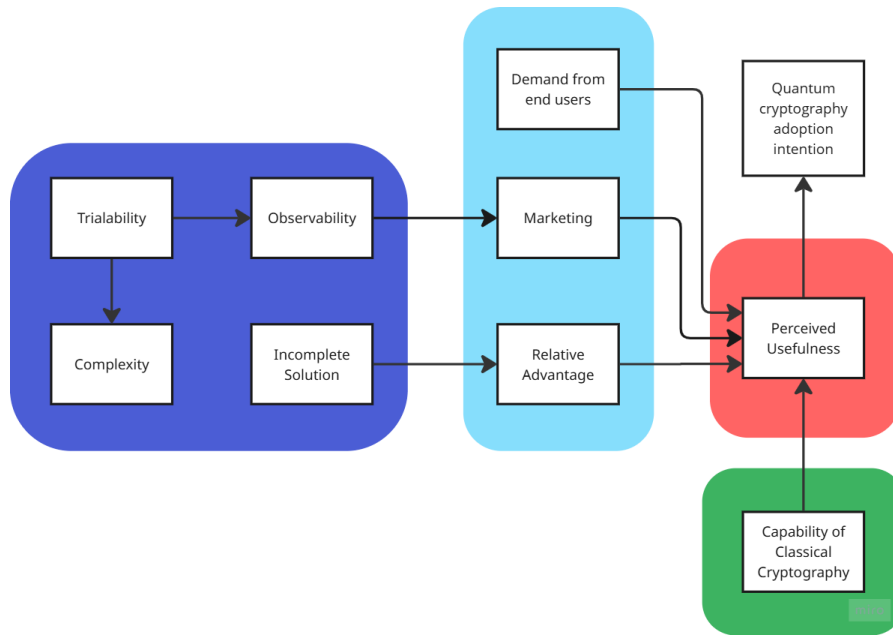 Demand from
end users
Quantum
cryptography
adoption
intention
Trialability
Observability
Marketing
Complexity
Incomplete
Solution
Relative
Advantage
Perceived
Usefulness
Capability of
Classical
Cryptography